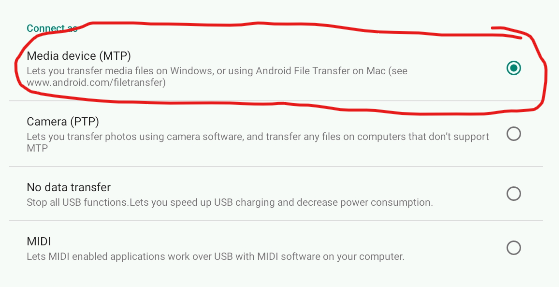 Connect as
Media device (MTP)
Lets you transfer media files on Windows, or using Android File Transfer on Mac (see
www.android.com/filetransfer)
Camera (PTP)
Lets you transfer photos using camera software, and transfer any files on computers that don't support
MTP
No data transfer
Stop all USB functions.Lets you speed up USB charging and decrease power consumption.
MIDI
Lets MIDI enabled applications work over USB with MIDI software on your computer.